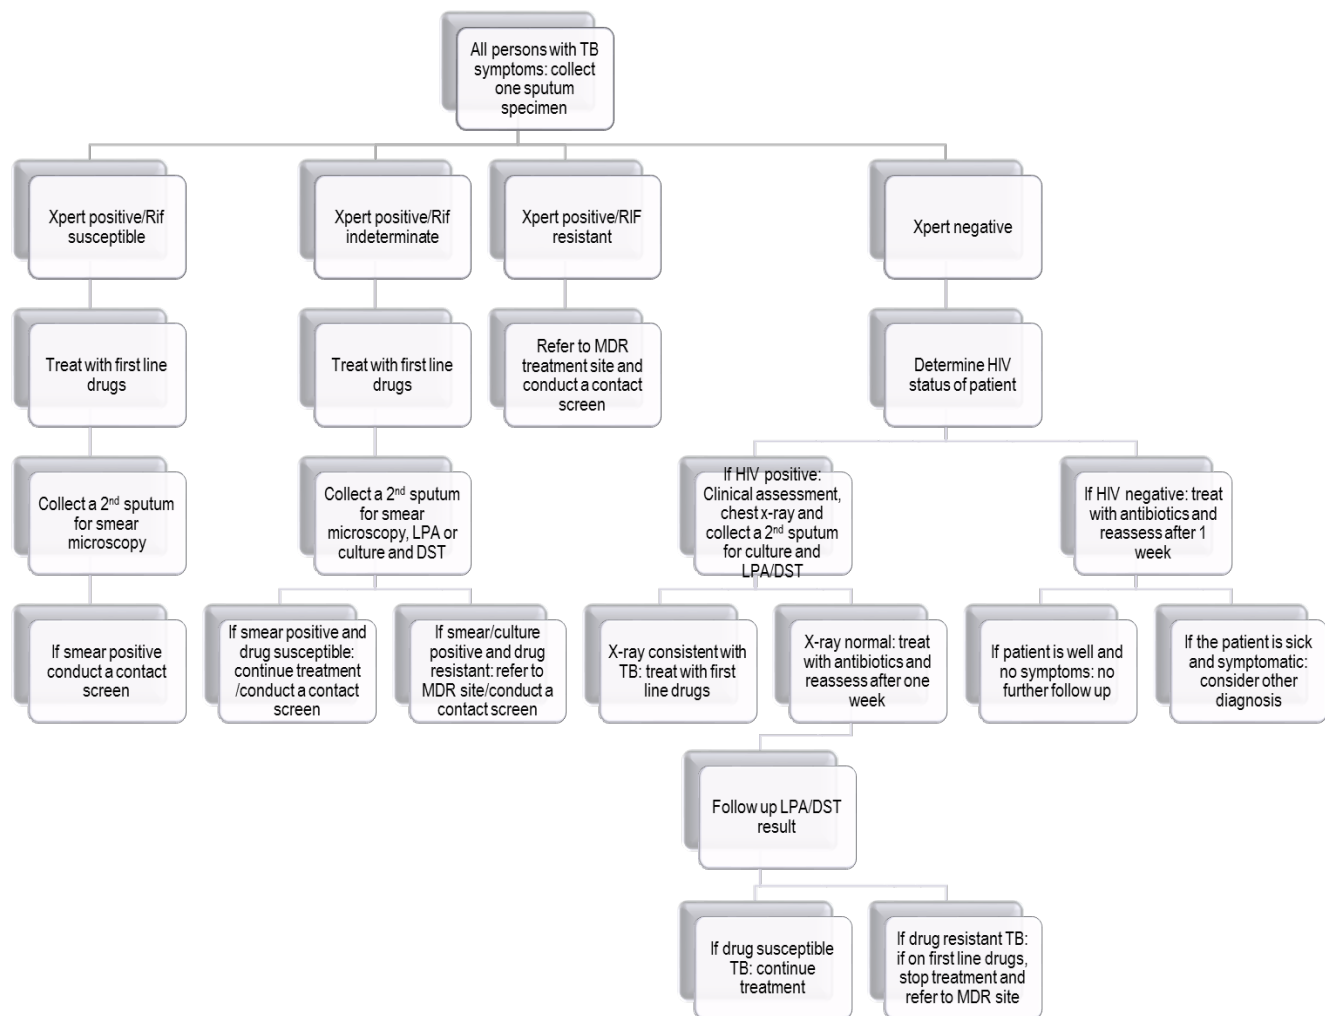 All persons with TB
symptoms: collect
one sputum
specimen
Xpert positive/Rif
susceptible
Xpert positive/Rif
indeterminate
Xpert positive/RIF
resistant
Xpert negative
Treat with first line
drugs
Treat with first line
drugs
Refer to MDR
treatment site and
conduct a contact
screen
Determine HIV
status of patient
Collect a 2nd sputum
for smear
microscopy
Collect a 2nd sputum
for smear
microscopy, LPA or
culture and DST
If HIV positive:
Clinical assessment,
chest x-ray and
collect a 2nd sputum
for culture and
LPA/DST
If HIV negative: treat
with antibiotics and
reassess after 1
week
If smear positive
conduct a contact
screen
If smear positive and
drug susceptible:
continue treatment
/conduct a contact
screen
If smear/culture
positive and drug
resistant: refer to
MDR site/conduct a
contact screen
X-ray consistent with
TB: treat with first
line drugs
X-ray normal: treat
with antibiotics and
reassess after one
week
If patient is well and
no symptoms: no
further follow up
If the patient is sick
and symptomatic:
consider other
diagnosis
Follow up LPA/DST
result
If drug susceptible
TB: continue
treatment
If drug resistant TB:
if on first line drugs,
stop treatment and
refer to MDR site